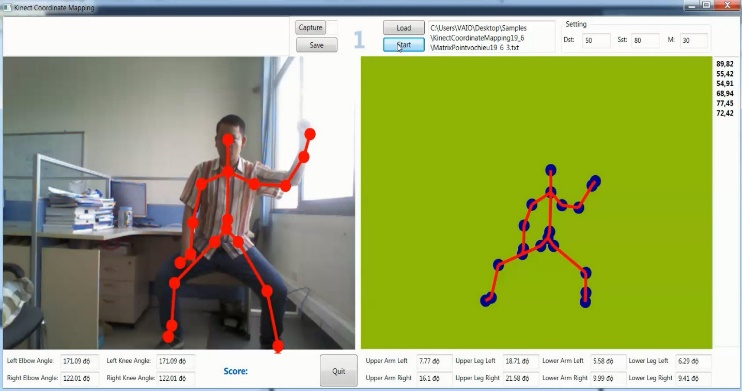 Kinect Coordinate Mapping
Capture
Save
1
Load
Start
C:\Users\VAIO\Desktop\Samples
\KinectCoordinateMapping19_6
\MatrixPointvochieu19_6_3.txt
Setting
Dst: 50 Sst: 80 M: 30
89,82
55,42
54,91
68,94
77,45
72,42
Left Elbow Angle: 171.09 độ Left Knee Angle: 171.09 độ
Right Elbow Angle: 122.01 độ Right Knee Angle: 122.01 độ
Score:
Quit
Upper Arm Left 7.77 độ Upper Leg Left 18.71 độ Lower Arm Left 5.58 độ Lower Leg Left 6.29 độ
Upper Arm Right 16.1 độ Upper Leg Right 21.58 độ Lower Arm Right 9.99 độ Lower Leg Right 9.41 độ